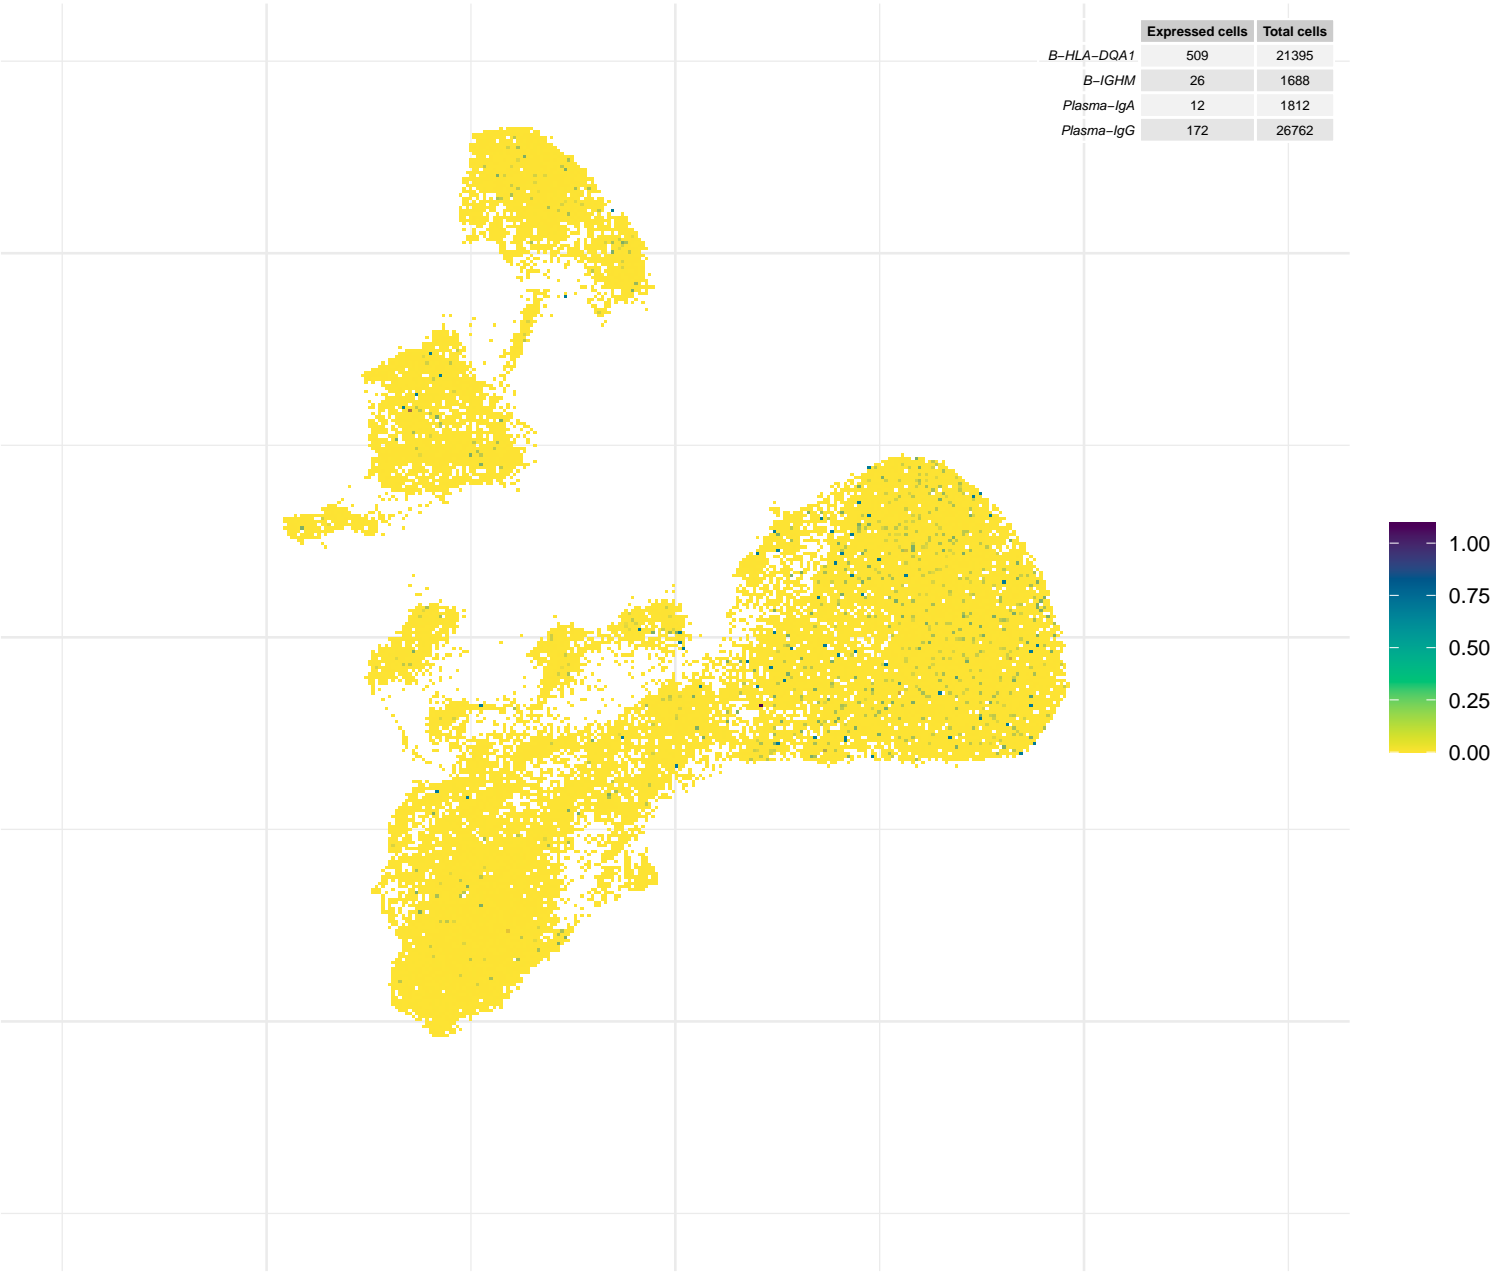 Expressed cells Total cells
B−HLA−DQA1 509 21395
B−IGHM 26 1688
Plasma−IgA 12 1812
Plasma−IgG 172 26762
1.00
0.75
0.50
0.25
0.00